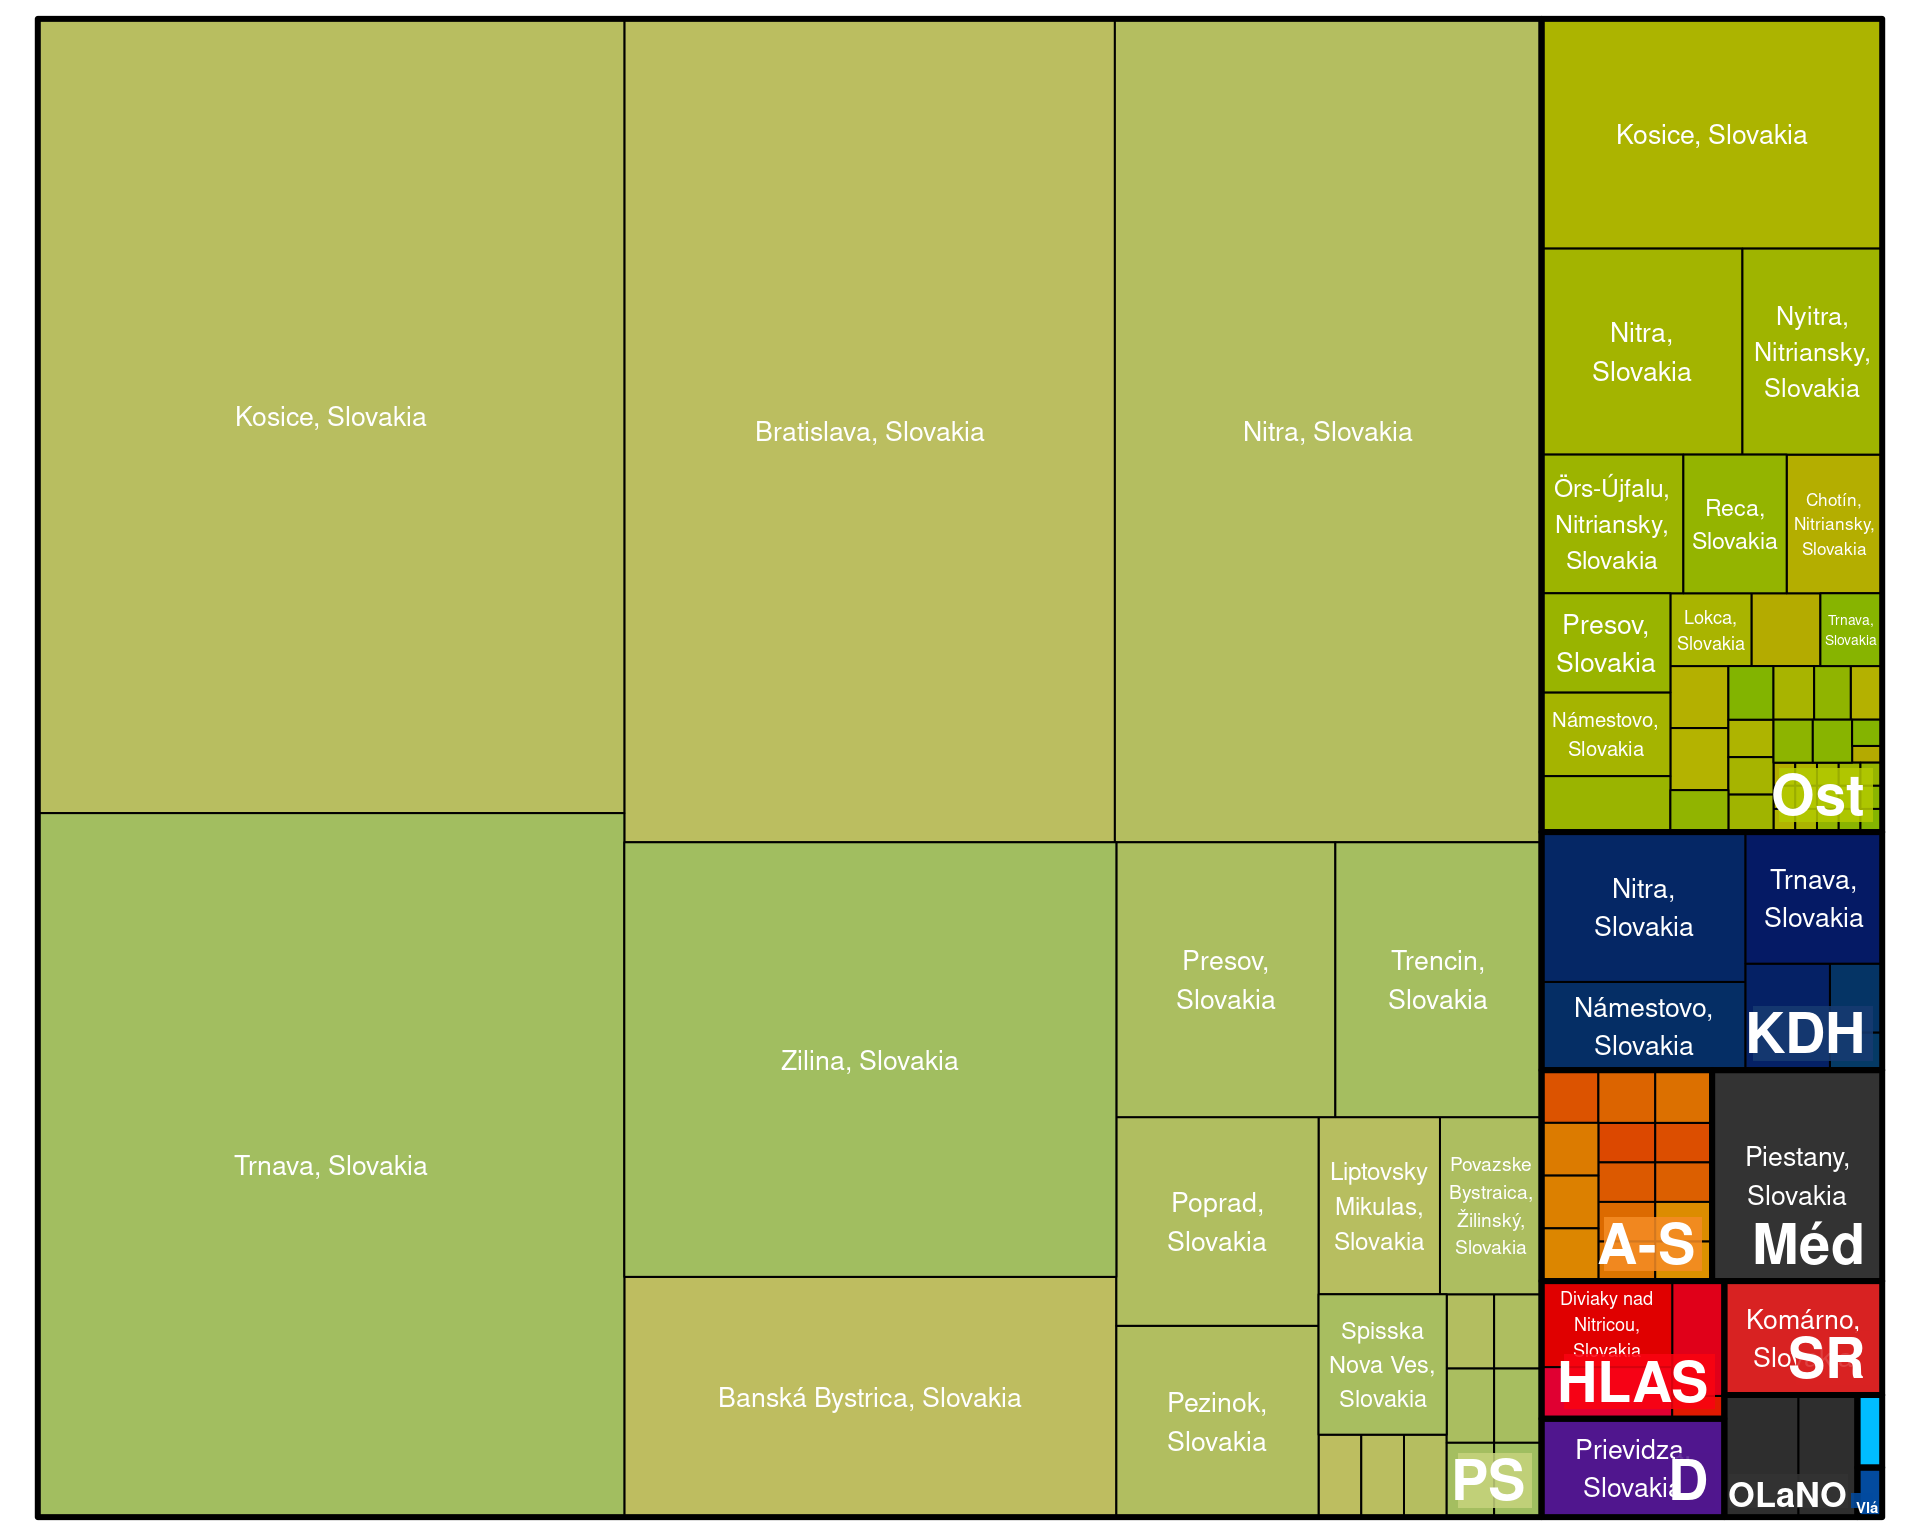 Kosice, Slovakia
Bratislava, Slovakia
Nitra, Slovakia
Trnava, Slovakia
Zilina, Slovakia
Banská Bystrica, Slovakia
Presov,
Slovakia
Trencin,
Slovakia
Poprad,
Slovakia
Liptovsky
Mikulas,
Slovakia
Povazske
Bystraica,
Žilinský,
Slovakia
Pezinok,
Slovakia
Spisska
Nova Ves,
Slovakia
PS
Kosice, Slovakia
Nitra,
Slovakia
Nyitra,
Nitriansky,
Slovakia
Örs-Újfalu,
Nitriansky,
Slovakia
Reca,
Slovakia
Chotín,
Nitriansky,
Slovakia
Presov,
Slovakia
Lokca,
Slovakia
Trnava,
Slovakia
Námestovo,
Slovakia
Ost
Nitra,
Slovakia
Trnava,
Slovakia
Námestovo,
Slovakia
KDH
A-S
Piestany,
Slovakia
Méd
Diviaky nad
Nitricou,
Slovakia
HLAS
Komárno,
SR
Prievidza,
Slovakia
D
OLaNO
Vlá